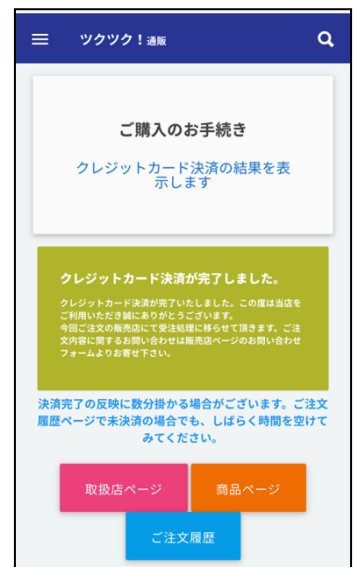 ツクツク！通販
ご購入のお手続き
クレジットカード決済の結果を表
示します
クレジットカード決済が完了しました。
クレジットカード決済が完了いたしました。この度は当店を
ご利用いただき誠にありがとうございます。
今回ご注文の販売店にて受注処理に移らせて頂きます。ご注
文内容に関するお問い合わせは販売店ページのお問い合わせ
フォームよりお寄せ下さい。
決済完了の反映に数分掛かる場合がございます。ご注文
履歴ページで未決済の場合でも、しばらく時間を空けて
みてください。
取扱店ページ
商品ページ
ご注文履歴